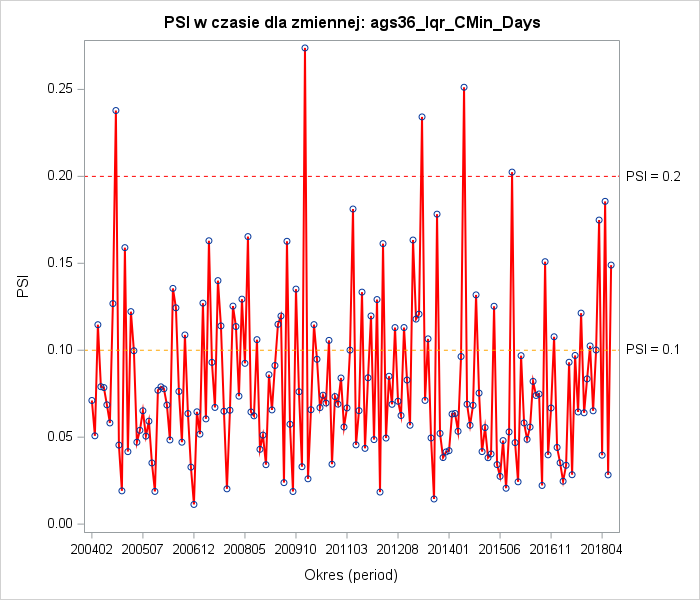 PSI w czasie dla zmiennej: ags36_Iqr_CMin_Days
0.25
0.20
PSI = 0.2
0.15
PSI
0.10
PSI = 0.1
0.05
0.00
200402 200507 200612 200805 200910 201103 201208 201401 201506 201611 201804
Okres (period)